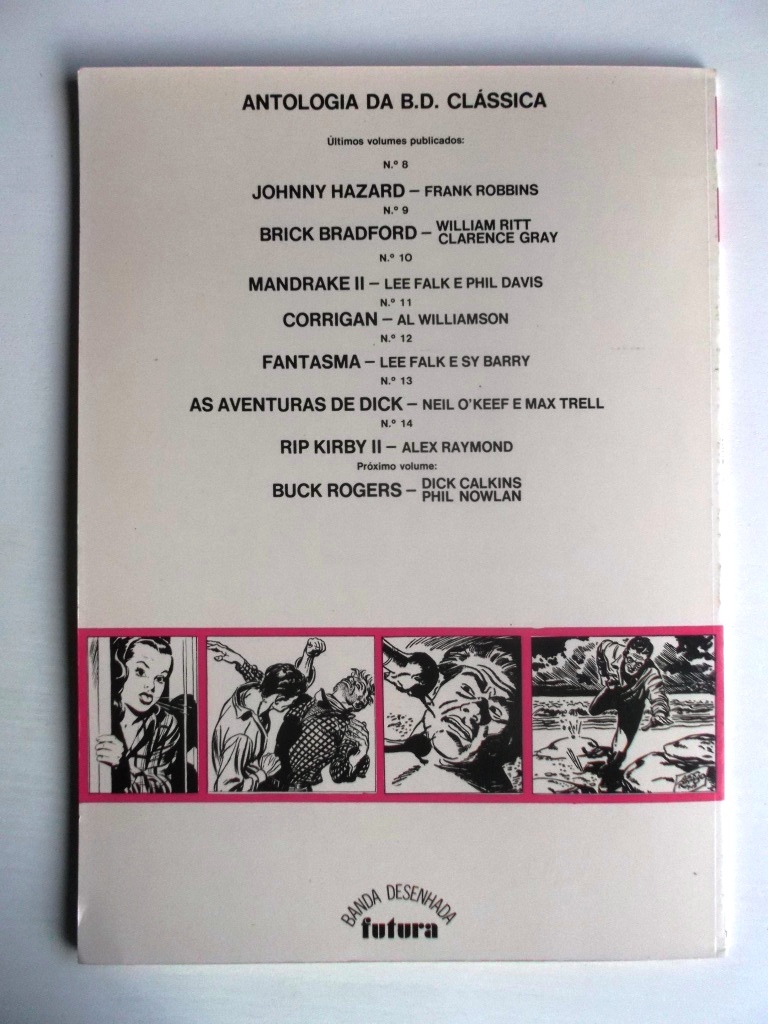 ANTOLOGIA DA B.D. CLÁSSICA
Últimos volumes publicados:
N.º 8
JOHNNY HAZARD – FRANK ROBBINS
N.º 9
BRICK BRADFORD – WILLIAM RITT
CLARENCE GRAY
N.º 10
MANDRAKE II – LEE FALK E PHIL DAVIS
N.º 11
CORRIGAN – AL WILLIAMSON
N.º 12
FANTASMA – LEE FALK E SY BARRY
N.º 13
AS AVENTURAS DE DICK – NEIL O'KEEF E MAX TRELL
N.º 14
RIP KIRBY II – ALEX RAYMOND
Próximo volume:
BUCK ROGERS – DICK CALKINS
PHIL NOWLAN
BANDA DESENHADA
futura